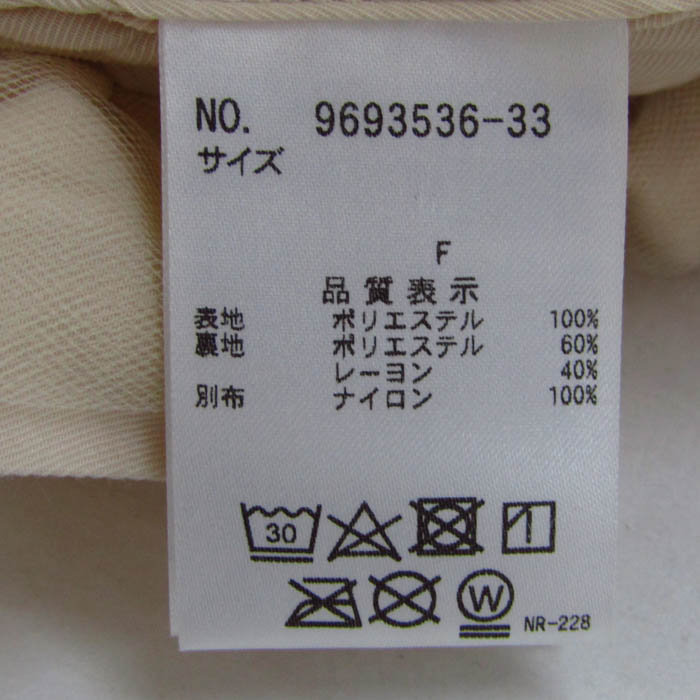 NO. 9693536-33
サイズ
F
品質表示
表地 ポリエステル 100%
裏地 ポリエステル 60%
レーヨン 40%
別布 ナイロン 100%
30
W
NR-228